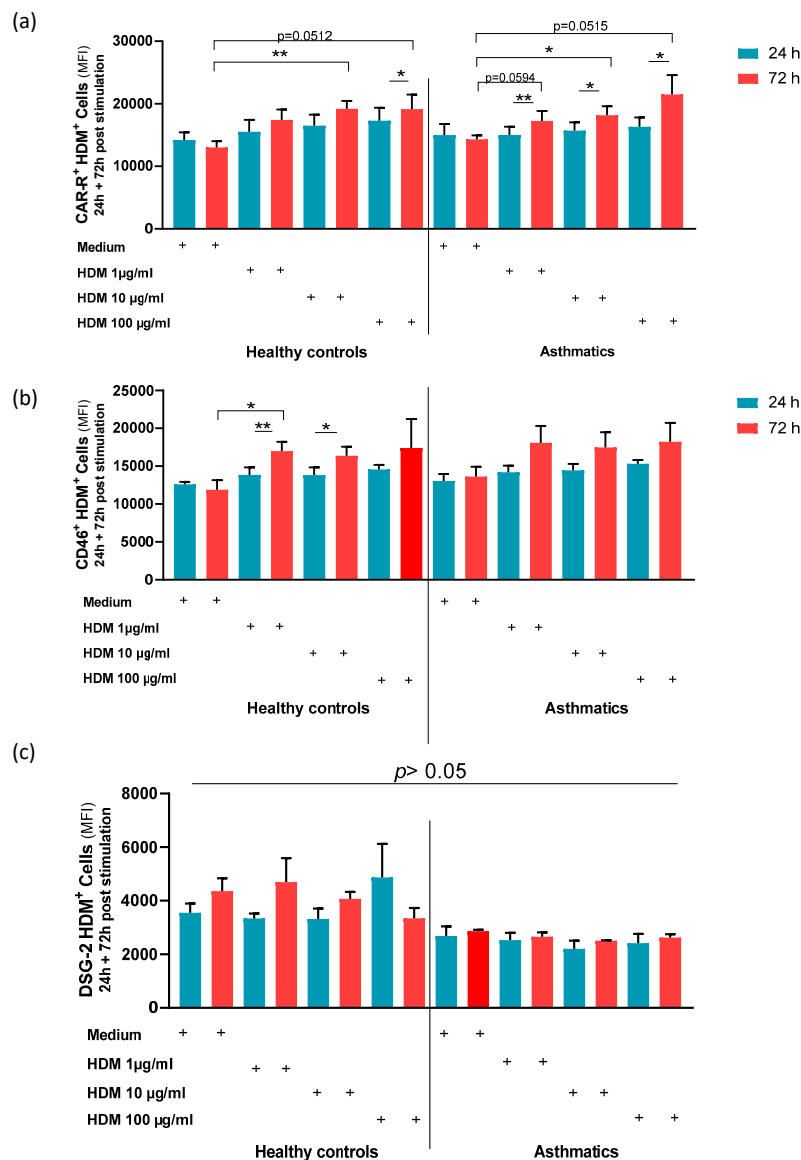 (a)
CAR-R⁺ HDM⁺ Cells (MFI)
24h + 72h post stimulation
30000
20000
10000
0
p=0.0512
**
*
p=0.0515
*
p=0.0594
**
*
*
24 h
72 h
Medium + + + +
HDM 1µg/ml + + + +
HDM 10 µg/ml + + + +
HDM 100 µg/ml + + + +
Healthy controls
Asthmatics
(b)
CD46⁺ HDM⁺ Cells (MFI)
24h + 72h post stimulation
25000
20000
15000
10000
5000
0
*
**
*
24 h
72 h
Medium + + + +
HDM 1µg/ml + + + +
HDM 10 µg/ml + + + +
HDM 100 µg/ml + + + +
Healthy controls
Asthmatics
(c)
p> 0.05
DSG-2 HDM⁺ Cells (MFI)
24h + 72h post stimulation
8000
6000
4000
2000
0
Medium + + + +
HDM 1µg/ml + + + +
HDM 10 µg/ml + + + +
HDM 100 µg/ml + + + +
Healthy controls
Asthmatics